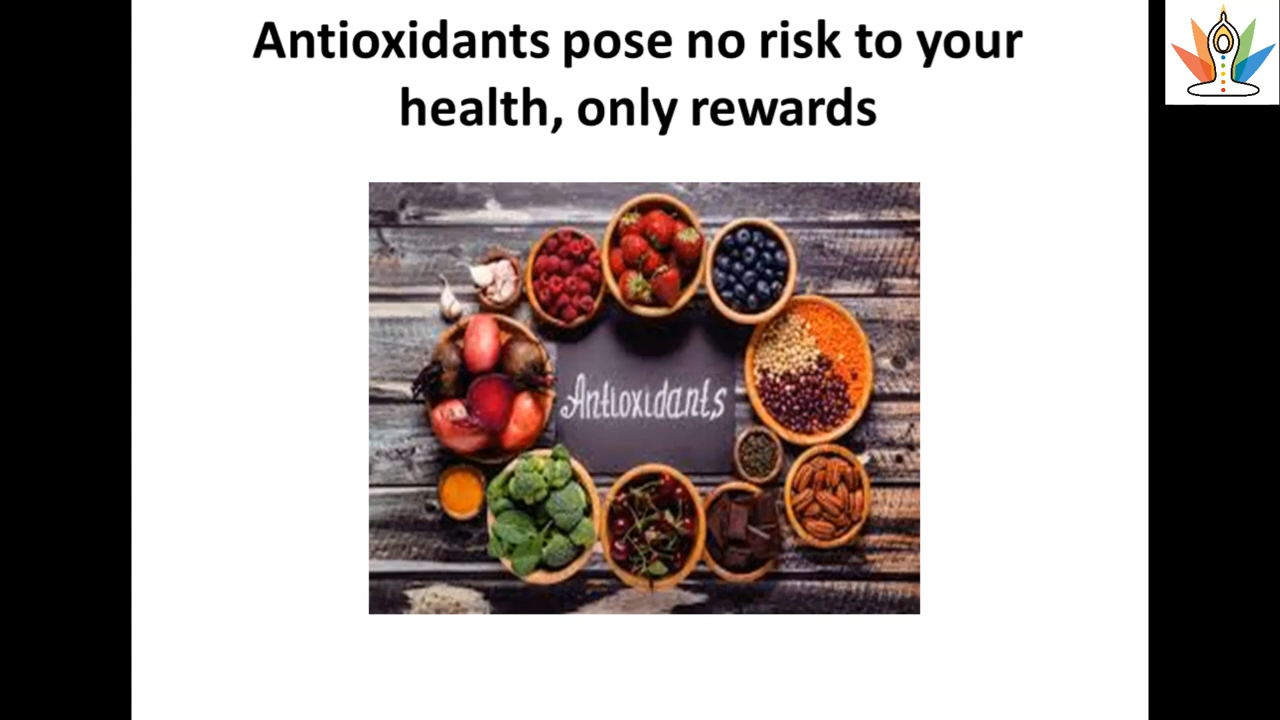 Antioxidants pose no risk to your
health, only rewards
Antioxidants